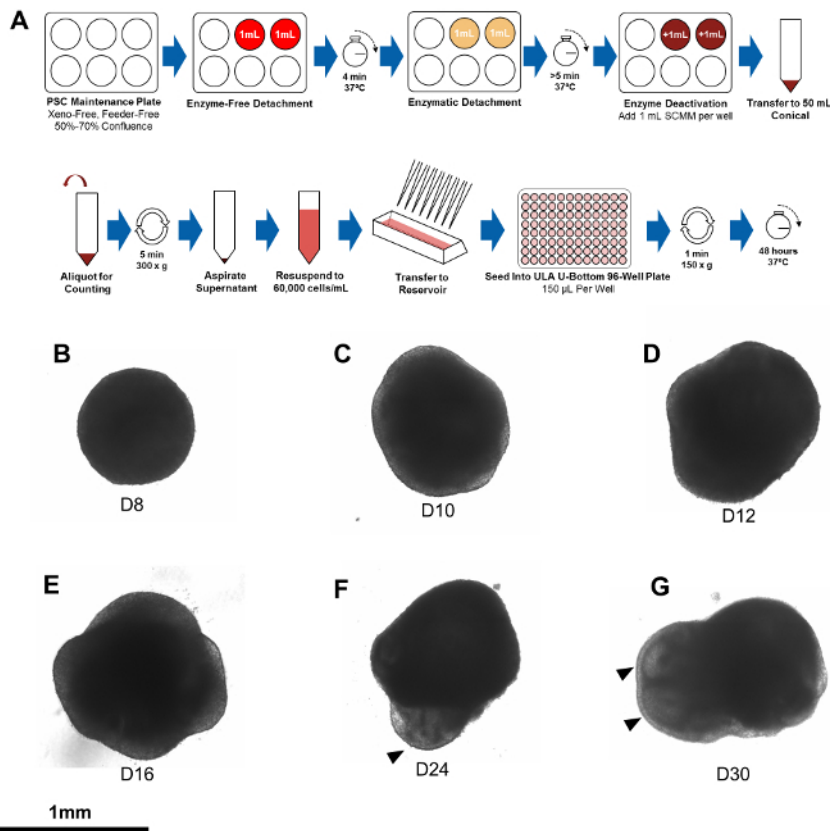 A
1mL 1mL
1mL 1mL
+1mL +1mL
4 min
37ºC
>5 min
37ºC
PSC Maintenance Plate
Xeno-Free, Feeder-Free
50%-70% Confluence
Enzyme-Free Detachment
Enzymatic Detachment
Enzyme Deactivation
Add 1 mL SCMM per well
Transfer to 50 mL
Conical
Aliquot for
Counting
5 min
300 x g
Aspirate
Supernatant
Resuspend to
60,000 cells/mL
Transfer to
Reservoir
Seed Into ULA U-Bottom 96-Well Plate
150 µL Per Well
1 min
150 x g
48 hours
37ºC
B
D8
C
D10
D
D12
E
D16
F
D24
G
D30
1mm